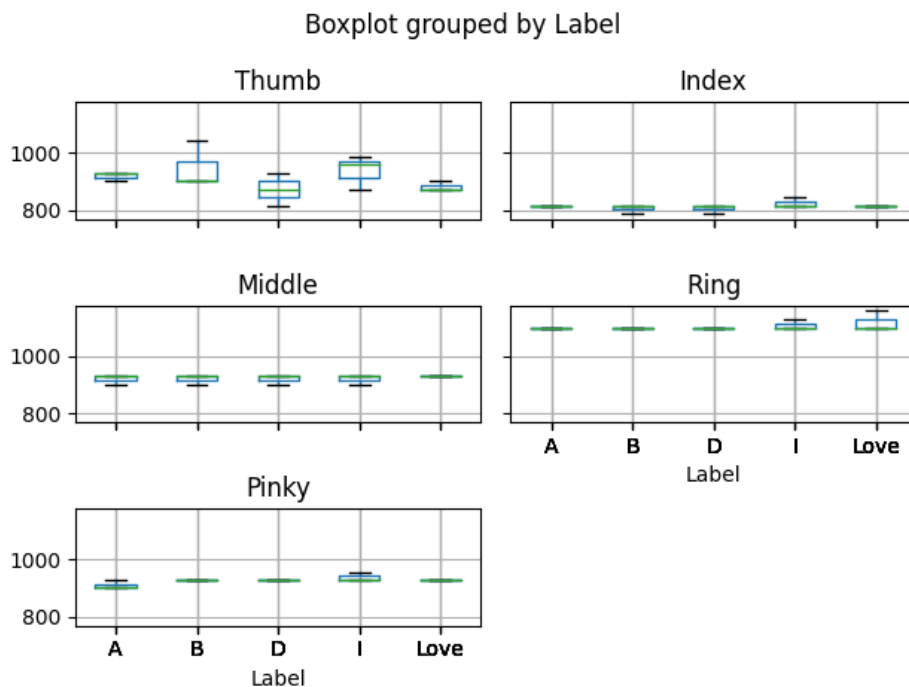 Boxplot grouped by Label
Thumb
Index
1000
800
Middle
Ring
1000
800
A B D I Love
Label
Pinky
1000
800
A B D I Love
Label